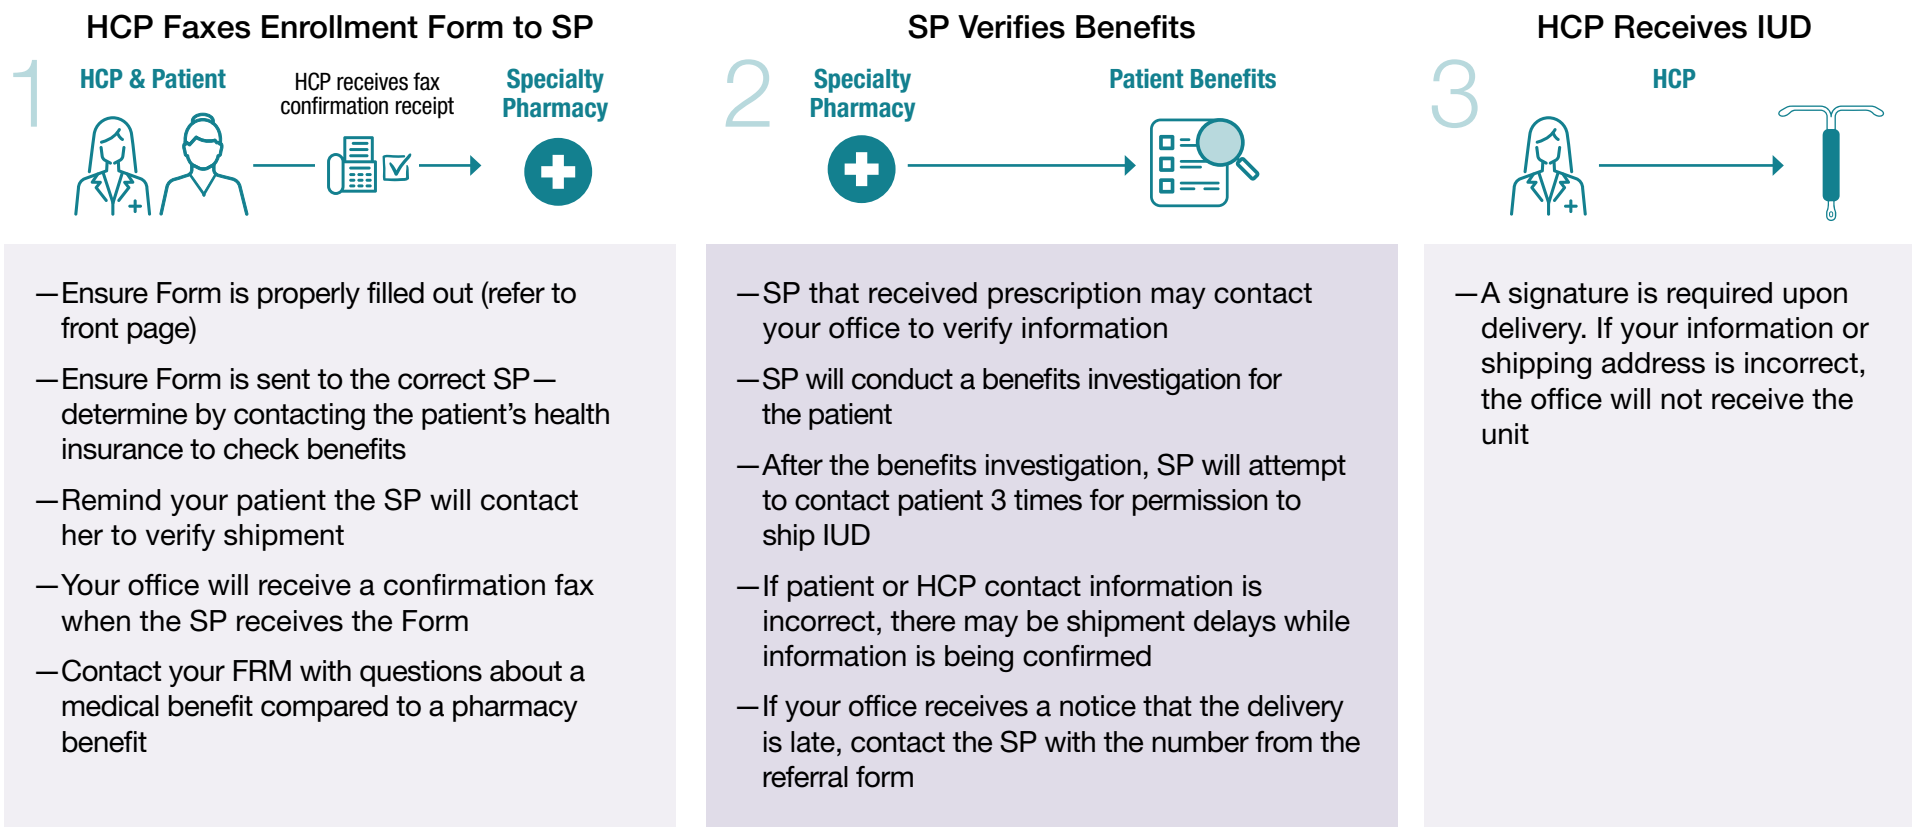 HCP Faxes Enrollment Form to SP
1
HCP & Patient
HCP receives fax
confirmation receipt
Specialty
Pharmacy
—Ensure Form is properly filled out (refer to
front page)
—Ensure Form is sent to the correct SP—
determine by contacting the patient’s health
insurance to check benefits
—Remind your patient the SP will contact
her to verify shipment
—Your office will receive a confirmation fax
when the SP receives the Form
—Contact your FRM with questions about a
medical benefit compared to a pharmacy
benefit
SP Verifies Benefits
2
Specialty
Pharmacy
Patient Benefits
—SP that received prescription may contact
your office to verify information
—SP will conduct a benefits investigation for
the patient
—After the benefits investigation, SP will attempt
to contact patient 3 times for permission to
ship IUD
—If patient or HCP contact information is
incorrect, there may be shipment delays while
information is being confirmed
—If your office receives a notice that the delivery
is late, contact the SP with the number from the
referral form
HCP Receives IUD
3
HCP
—A signature is required upon
delivery. If your information or
shipping address is incorrect,
the office will not receive the
unit